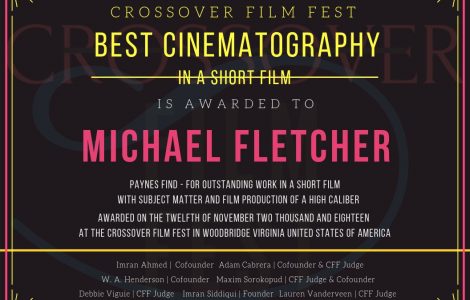 CROSSOVER FILM FEST
BEST CINEMATOGRAPHY
IN A SHORT FILM
IS AWARDED TO
MICHAEL FLETCHER
PAYNES FIND - FOR OUTSTANDING WORK IN A SHORT FILM
WITH SUBJECT MATTER AND FILM PRODUCTION OF A HIGH CALIBER
AWARDED ON THE TWELFTH OF NOVEMBER TWO THOUSAND AND EIGHTEEN
AT THE CROSSOVER FILM FEST IN WOODBRIDGE VIRGINIA UNITED STATES OF AMERICA
Imran Ahmed | Cofounder Adam Cabrera | Cofounder & CFF Judge
W. A. Henderson | Cofounder Maxim Sorokopud | CFF Judge & Cofounder
Debbie Viguie | CFF Judge Imran Siddiqui | Founder Lauren Vanderveen | CFF Judge
CROSSOVER
FILM